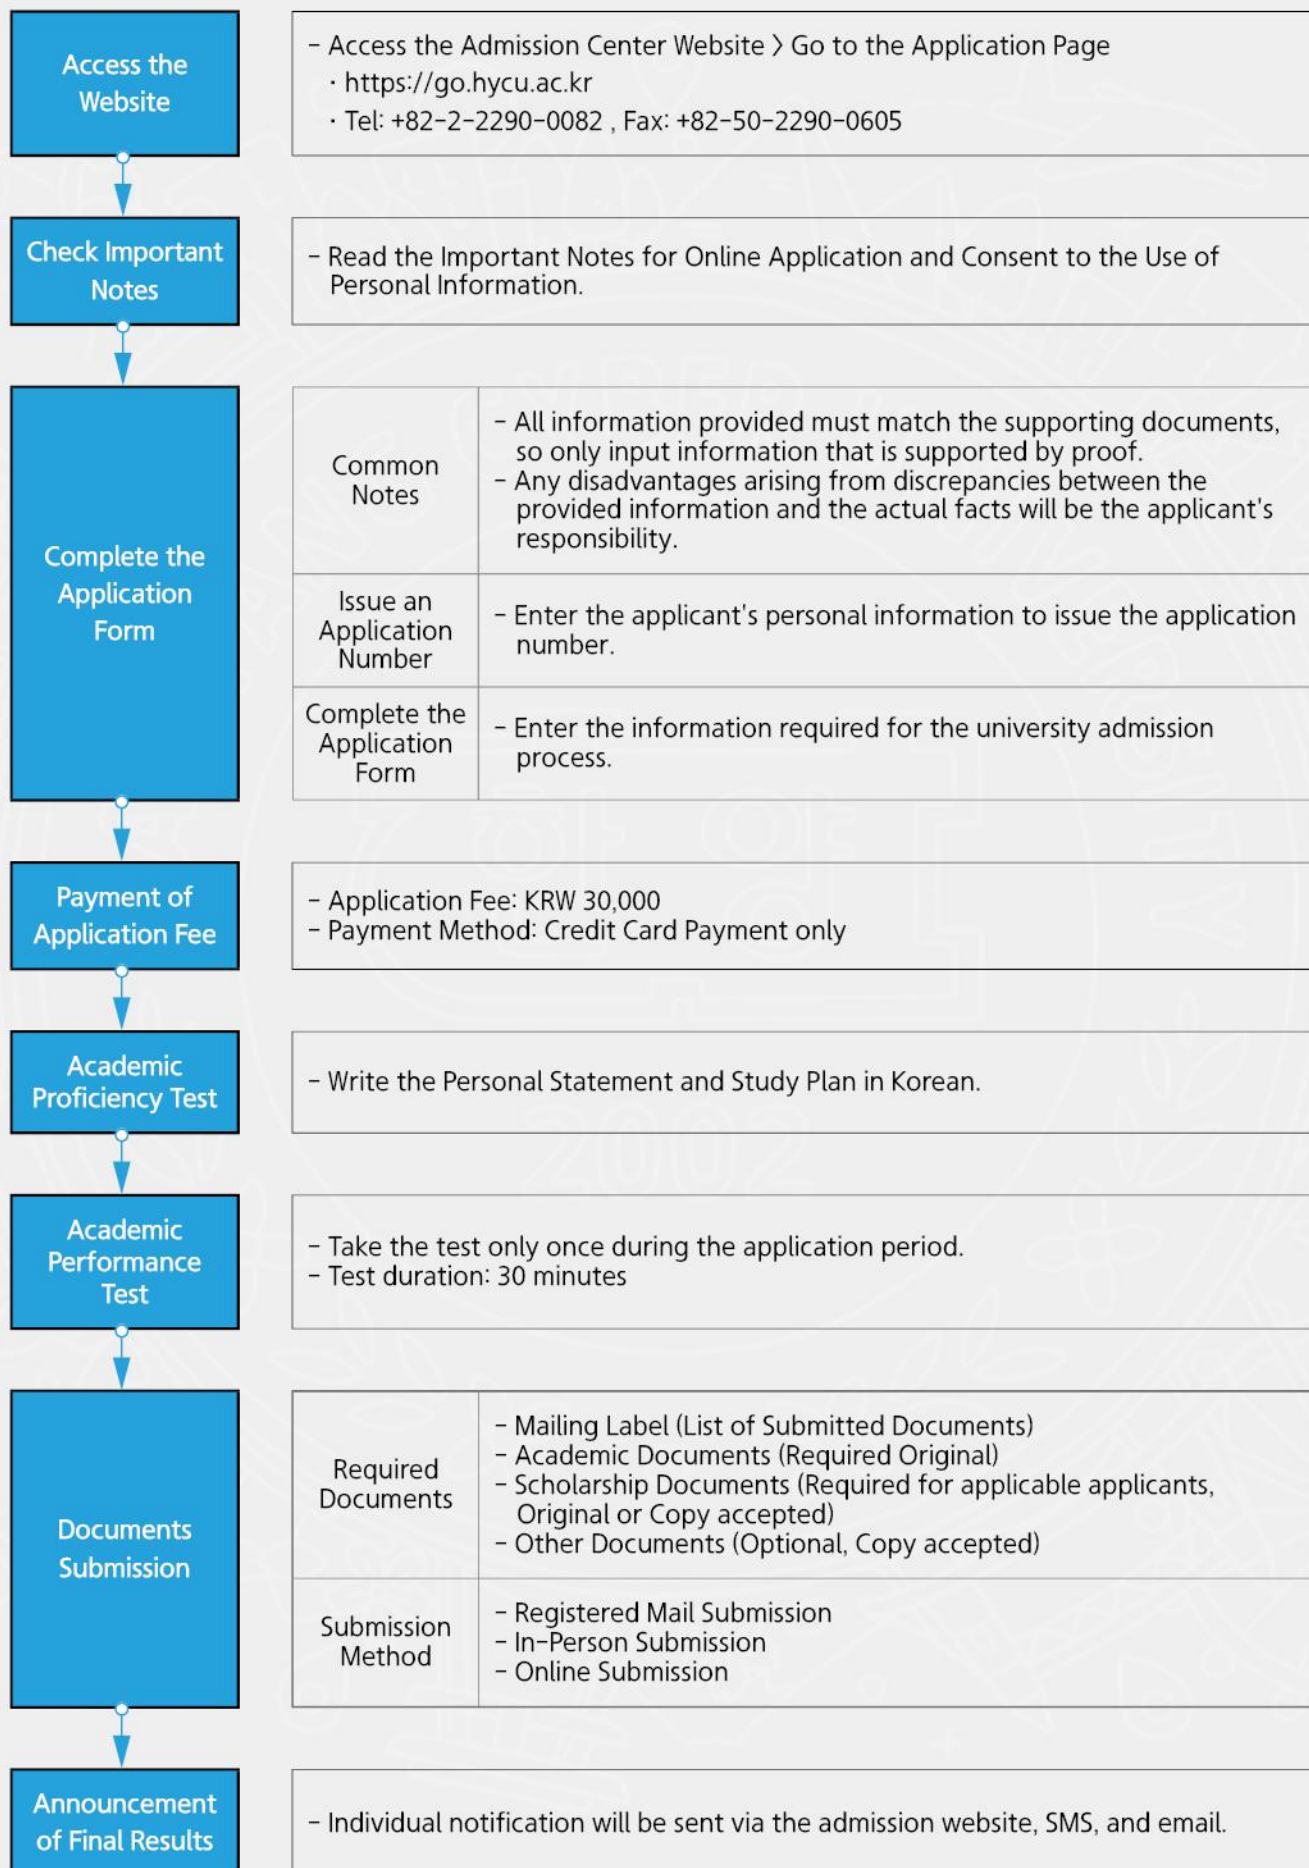 Access the
Website
- Access the Admission Center Website 〉 Go to the Application Page
· https://go.hycu.ac.kr
· Tel: +82-2-2290-0082 , Fax: +82-50-2290-0605
Check Important
Notes
- Read the Important Notes for Online Application and Consent to the Use of
Personal Information.
Complete the
Application
Form
Common
Notes
- All information provided must match the supporting documents,
so only input information that is supported by proof.
- Any disadvantages arising from discrepancies between the
provided information and the actual facts will be the applicant's
responsibility.
Issue an
Application
Number
- Enter the applicant's personal information to issue the application
number.
Complete the
Application
Form
- Enter the information required for the university admission
process.
Payment of
Application Fee
- Application Fee: KRW 30,000
- Payment Method: Credit Card Payment only
Academic
Proficiency Test
- Write the Personal Statement and Study Plan in Korean.
2002
Academic
Performance
Test
- Take the test only once during the application period.
- Test duration: 30 minutes
Documents
Submission
Required
Documents
- Mailing Label (List of Submitted Documents)
- Academic Documents (Required Original)
- Scholarship Documents (Required for applicable applicants,
Original or Copy accepted)
- Other Documents (Optional, Copy accepted)
Submission
Method
- Registered Mail Submission
- In-Person Submission
- Online Submission
Announcement
of Final Results
- Individual notification will be sent via the admission website, SMS, and email.